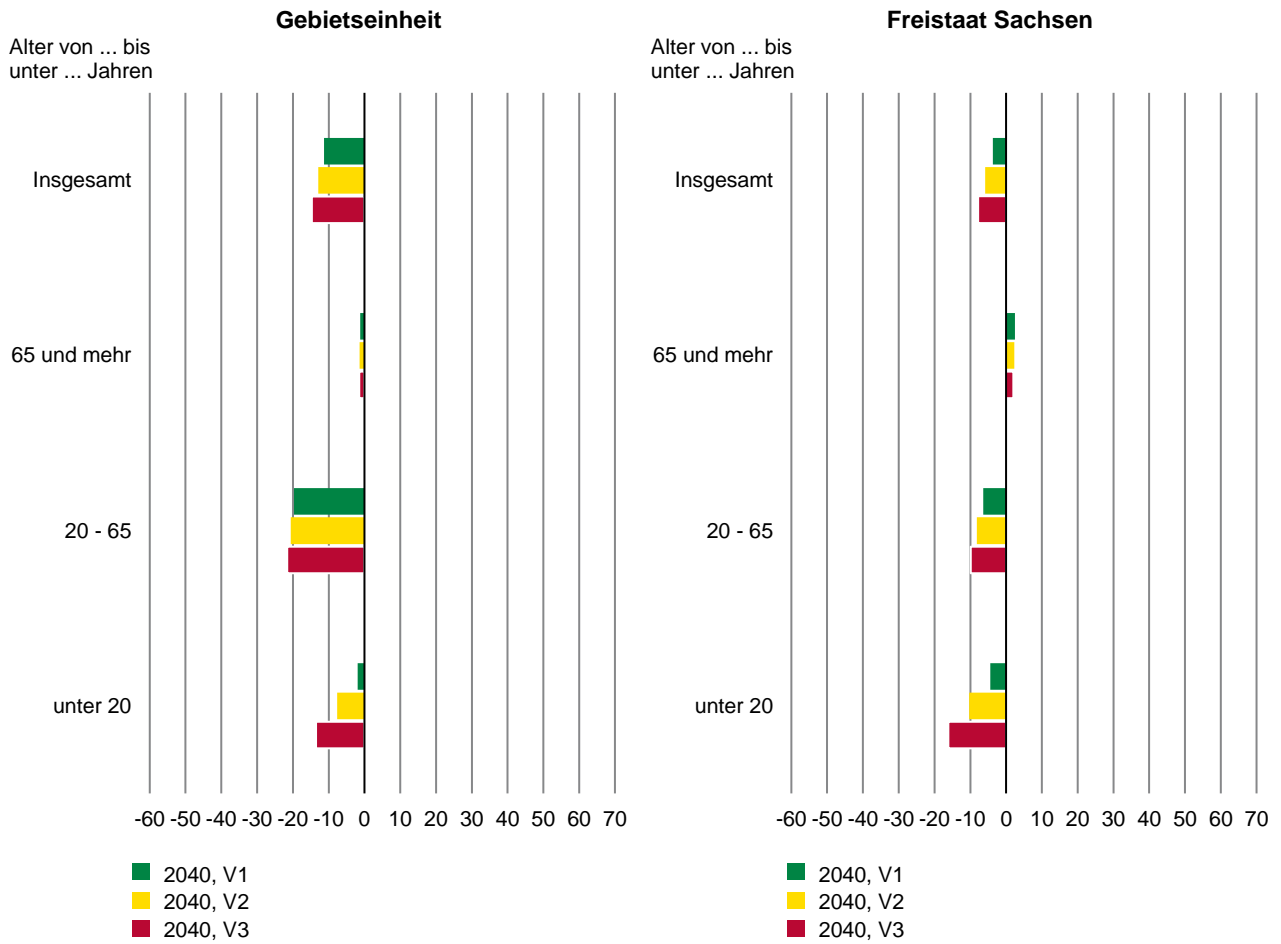 Gebietseinheit
Alter von ... bis
unter ... Jahren
Insgesamt
65 und mehr
20 - 65
unter 20
-60 -50 -40 -30 -20 -10 0 10 20 30 40 50 60 70
2040, V1
2040, V2
2040, V3
Freistaat Sachsen
Alter von ... bis
unter ... Jahren
Insgesamt
65 und mehr
20 - 65
unter 20
-60 -50 -40 -30 -20 -10 0 10 20 30 40 50 60 70
2040, V1
2040, V2
2040, V3